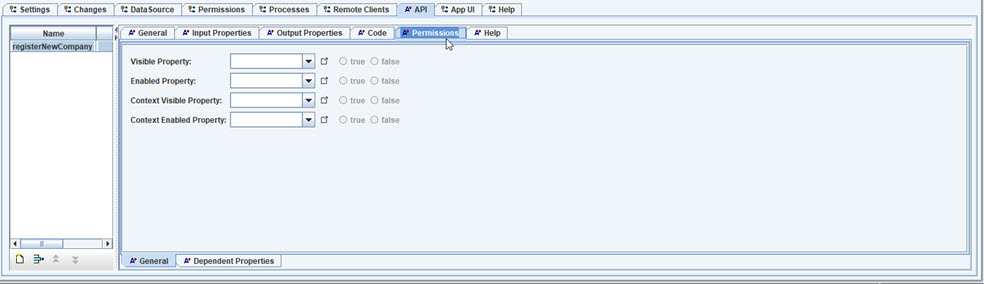 Settings Changes DataSource Permissions Processes Remote Clients API App UI Help
Name
registerNewCompany
General Input Properties Output Properties Code Permissions Help
Visible Property: true false
Enabled Property: true false
Context Visible Property: true false
Context Enabled Property: true false
General Dependent Properties